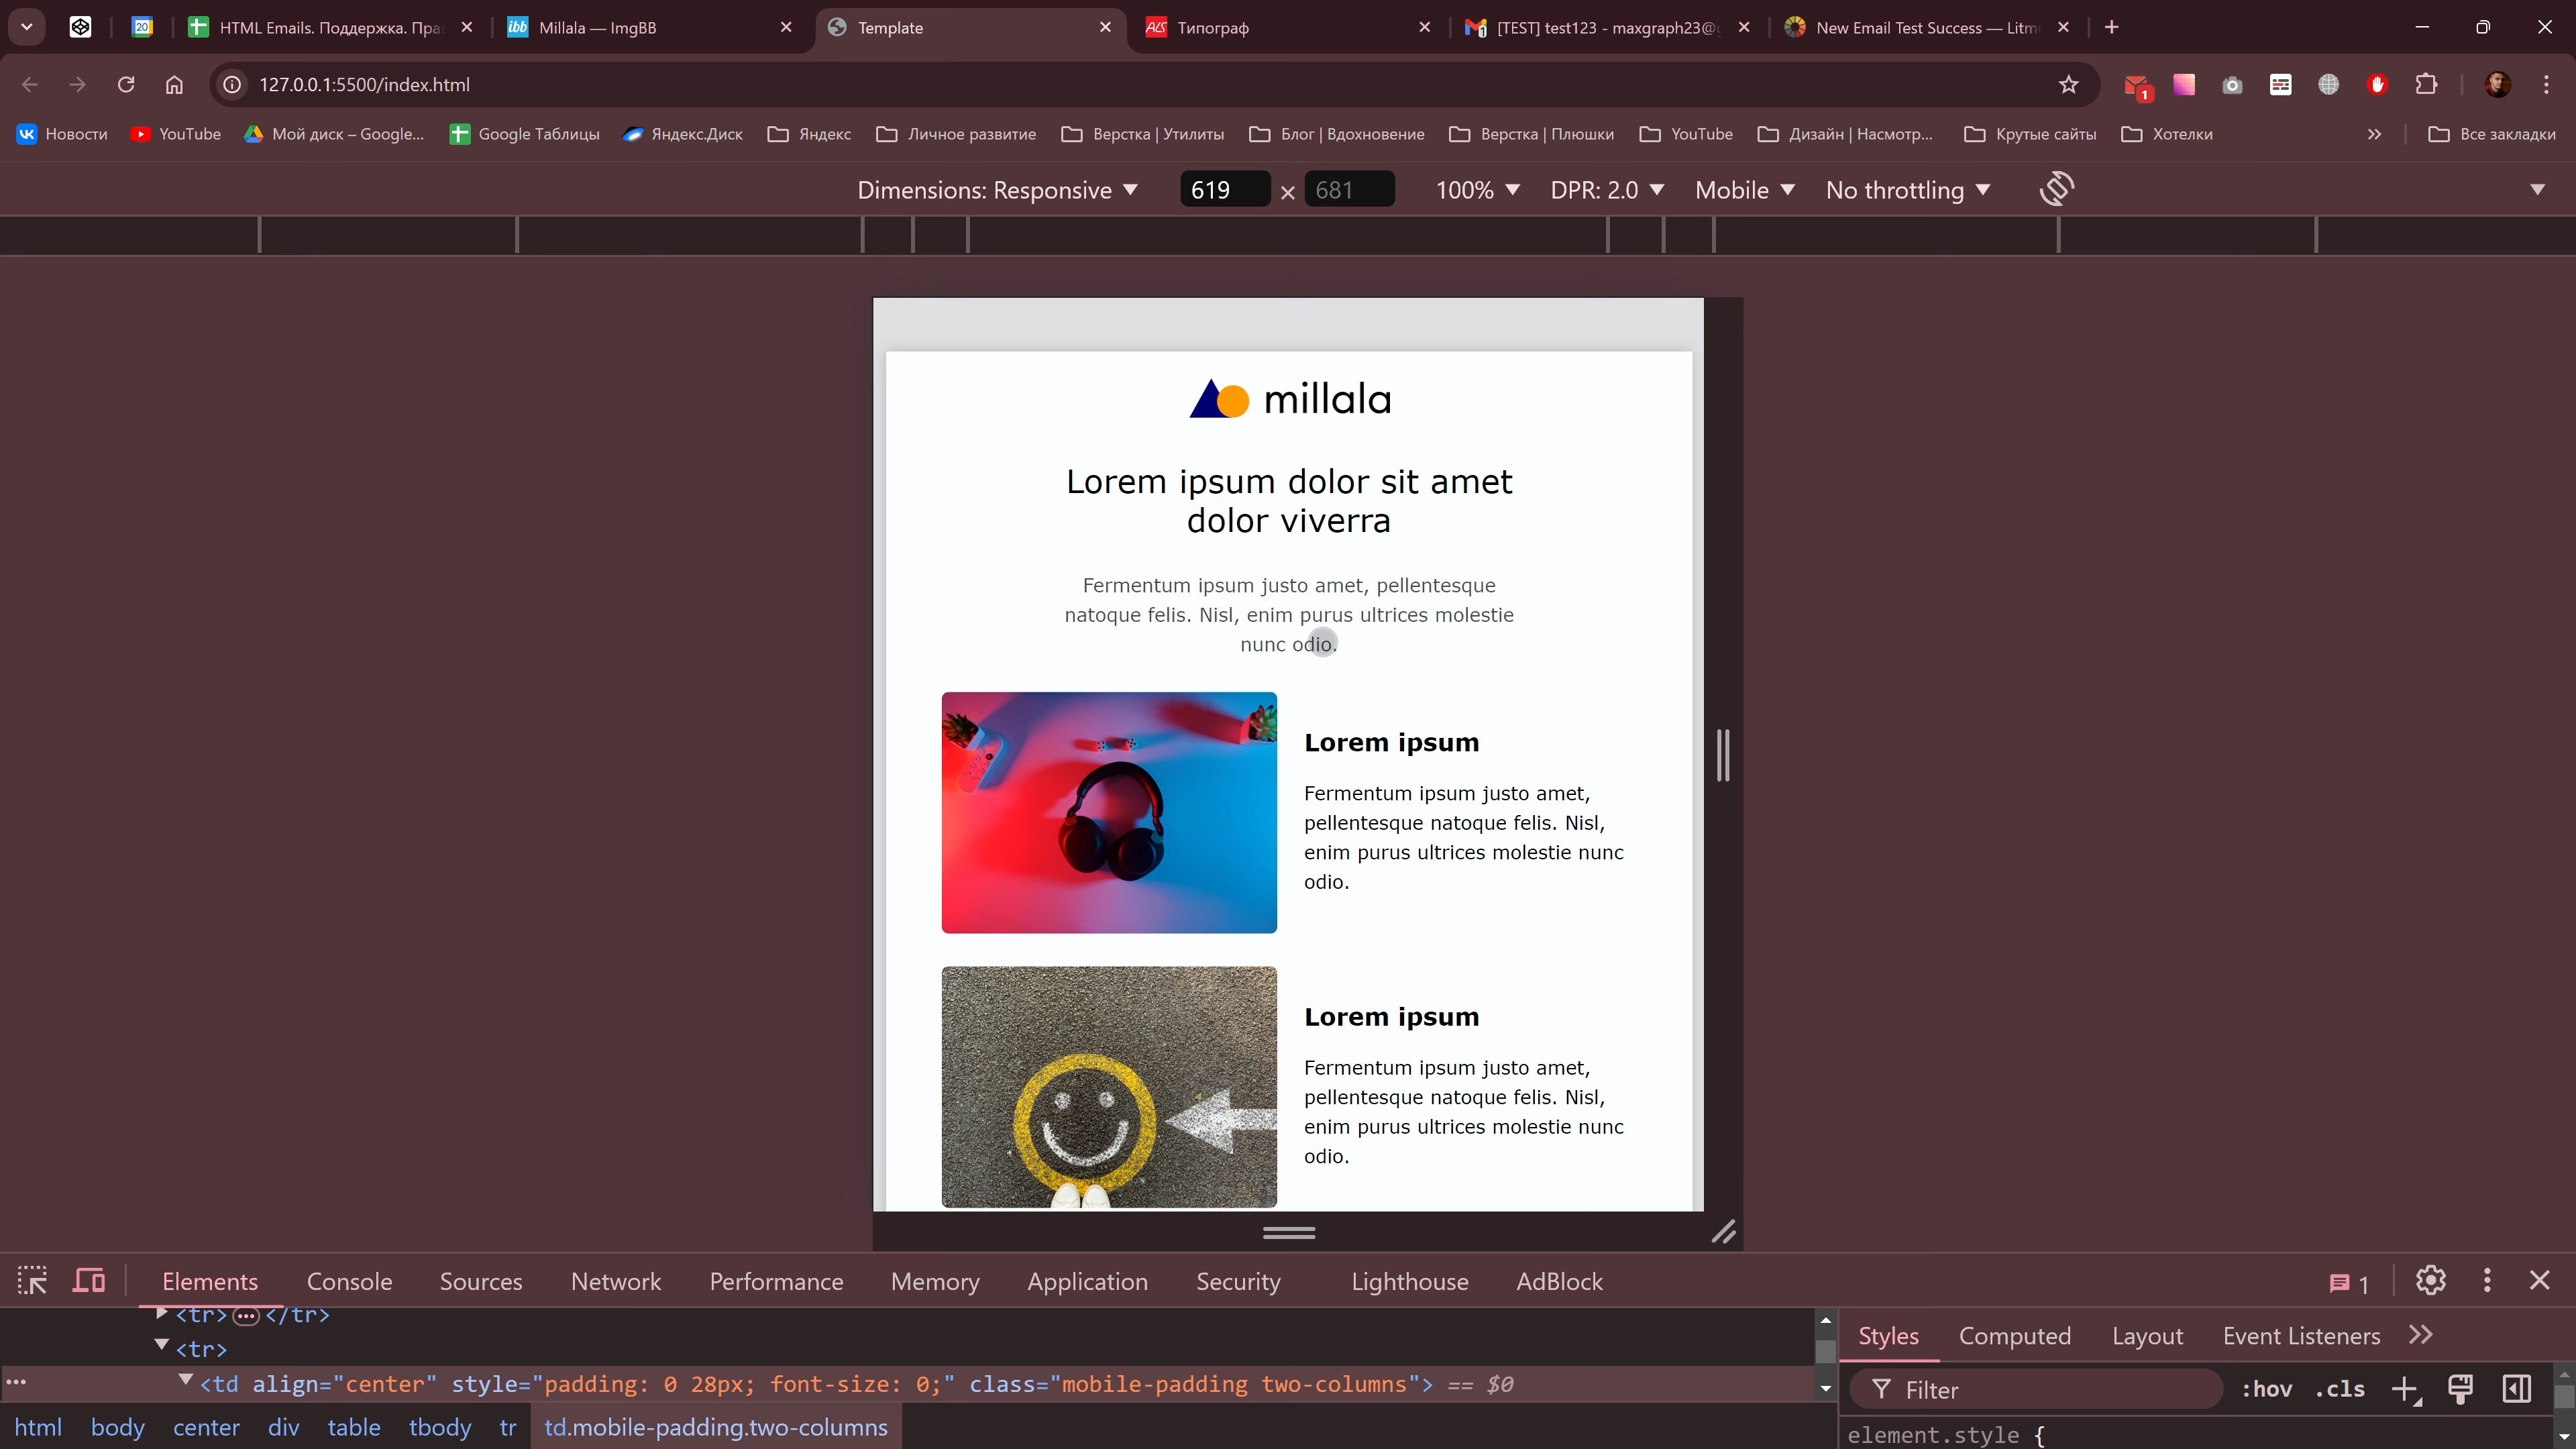 HTML Emails. Поддержка. Пра
Millala — ImgBB
Template
Типограф
[TEST] test123 - maxgraph23@g
New Email Test Success — Litm
127.0.0.1:5500/index.html
1
Новости
YouTube
Мой диск – Google...
Google Таблицы
Яндекс.Диск
Яндекс
Личное развитие
Верстка | Утилиты
Блог | Вдохновение
Верстка | Плюшки
YouTube
Дизайн | Насмотр...
Крутые сайты
Хотелки
Все закладки
Dimensions: Responsive
619 × 681
100%
DPR: 2.0
Mobile
No throttling
millala
Lorem ipsum dolor sit amet
dolor viverra
Fermentum ipsum justo amet, pellentesque
natoque felis. Nisl, enim purus ultrices molestie
nunc odio.
Lorem ipsum
Fermentum ipsum justo amet,
pellentesque natoque felis. Nisl,
enim purus ultrices molestie nunc
odio.
Lorem ipsum
Fermentum ipsum justo amet,
pellentesque natoque felis. Nisl,
enim purus ultrices molestie nunc
odio.
Elements
Console
Sources
Network
Performance
Memory
Application
Security
Lighthouse
AdBlock
1
<tr> ... </tr>
<tr>
<td align="center" style="padding: 0 28px; font-size: 0;" class="mobile-padding two-columns"> == $0
html body center div table tbody tr td.mobile-padding.two-columns
Styles
Computed
Layout
Event Listeners
Filter
:hov .cls
element.style {